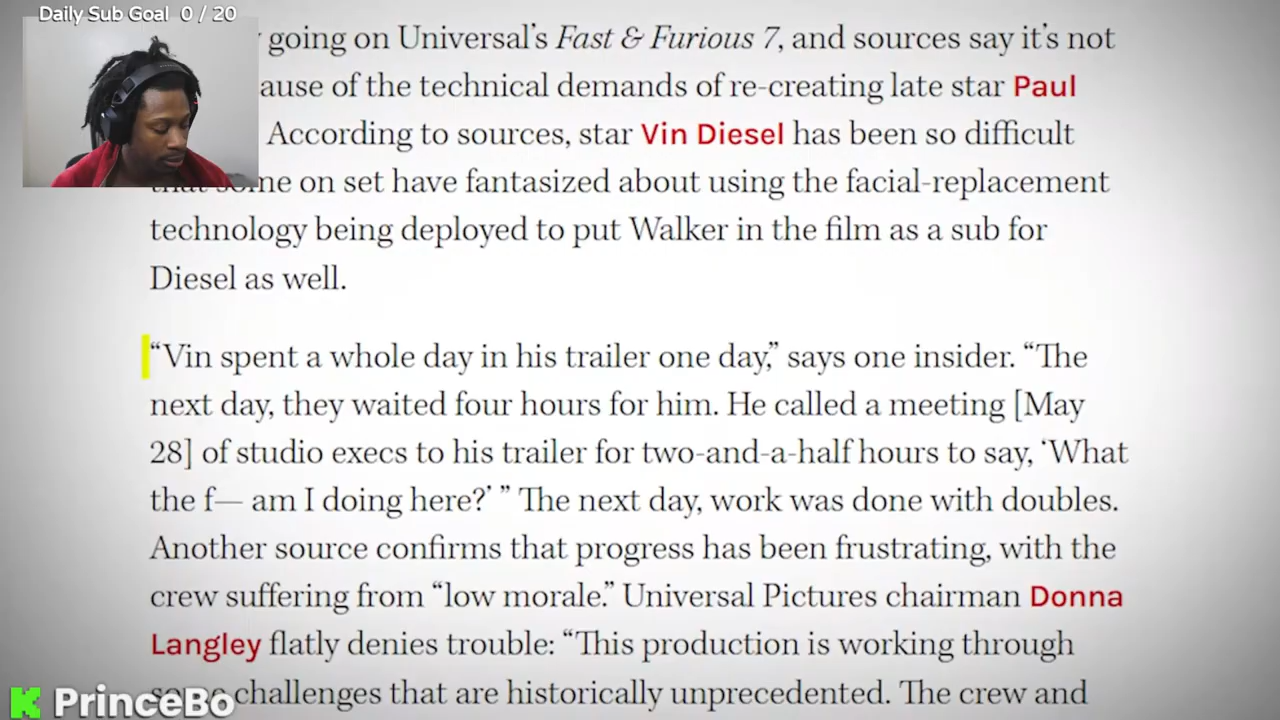 Daily Sub Goal 0 / 20
going on Universal's Fast & Furious 7, and sources say it's not
ause of the technical demands of re-creating late star Paul
According to sources, star Vin Diesel has been so difficult
me on set have fantasized about using the facial-replacement
technology being deployed to put Walker in the film as a sub for
Diesel as well.
“Vin spent a whole day in his trailer one day,” says one insider. “The
next day, they waited four hours for him. He called a meeting [May
28] of studio execs to his trailer for two-and-a-half hours to say, ‘What
the f— am I doing here?’ ” The next day, work was done with doubles.
Another source confirms that progress has been frustrating, with the
crew suffering from “low morale.” Universal Pictures chairman Donna
Langley flatly denies trouble: “This production is working through
challenges that are historically unprecedented. The crew and
K PrinceBo